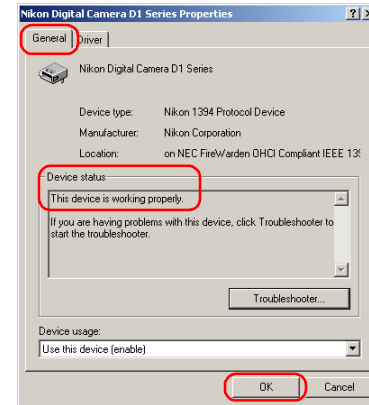 Nikon Digital Camera D1 Series Properties
General Driver
Nikon Digital Camera D1 Series
Device type: Nikon 1394 Protocol Device
Manufacturer: Nikon Corporation
Location: on NEC FireWarden OHCI Compliant IEEE 139
Device status
This device is working properly.
If you are having problems with this device, click Troubleshooter to
start the troubleshooter.
Troubleshooter...
Device usage:
Use this device (enable)
OK Cancel